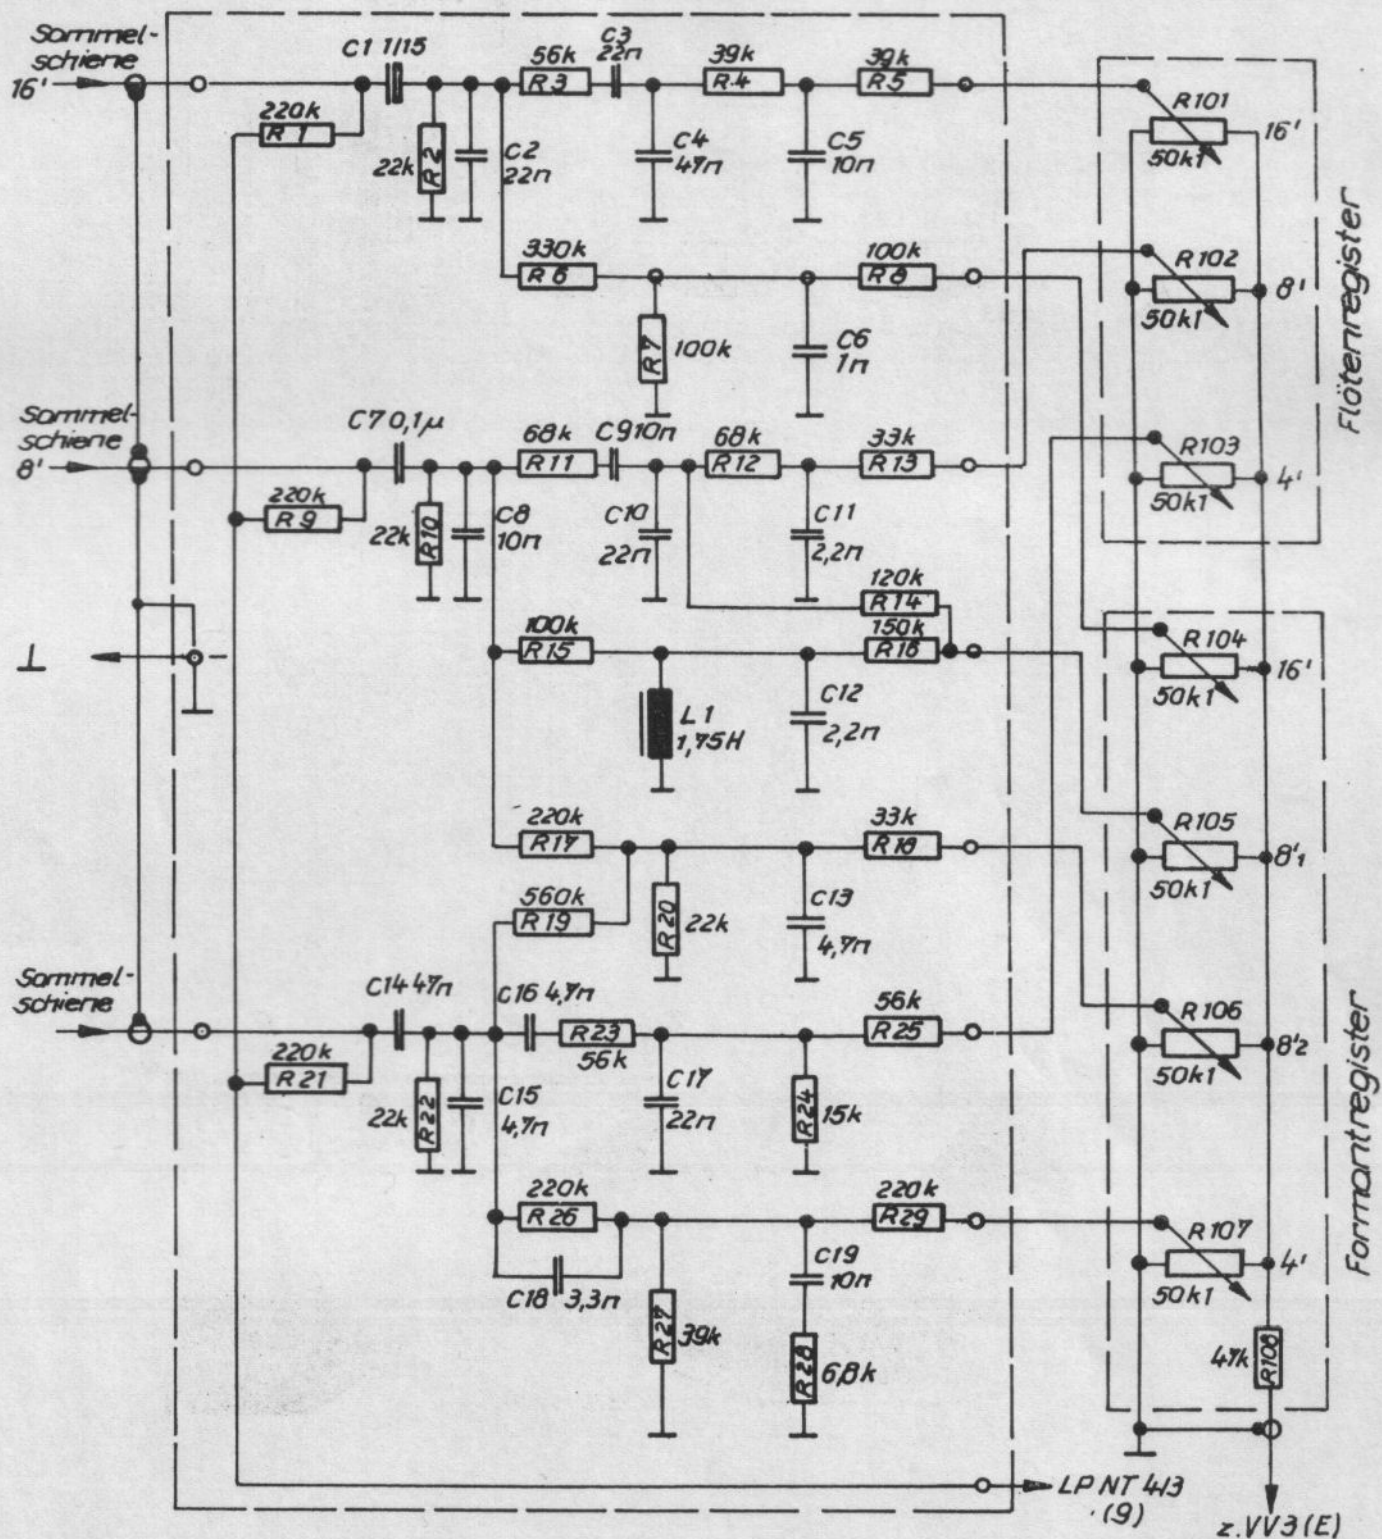 Sammel-
schiene
16'
C1 1/15
56k
R3
C3
22n
39k
R4
39k
R5
R101
16'
50k1
220k
R1
22k
R2
C2
22n
C4
47n
C5
10n
330k
R6
100k
R8
R102
8'
50k1
R7
100k
C6
1n
Flötenregister
Sammel-
schiene
8'
C7 0,1µ
68k
R11
C9 10n
68k
R12
33k
R13
R103
4'
50k1
220k
R9
22k
R10
C8
10n
C10
22n
C11
2,2n
120k
R14
100k
R15
150k
R16
R104
16'
50k1
L1
1,75H
C12
2,2n
220k
R17
33k
R18
R105
8'1
50k1
560k
R19
R20
22k
C13
4,7n
Sammel-
schiene
C14 47n
C16 4,7n
R23
56k
56k
R25
R106
8'2
50k1
220k
R21
22k
R22
C15
4,7n
C17
22n
R24
15k
Formantregister
220k
R26
220k
R29
R107
4'
50k1
C18 3,3n
R27
39k
C19
10n
R28
6,8k
47k
R108
LP NT 4/3
(9)
z.VV3 (E)